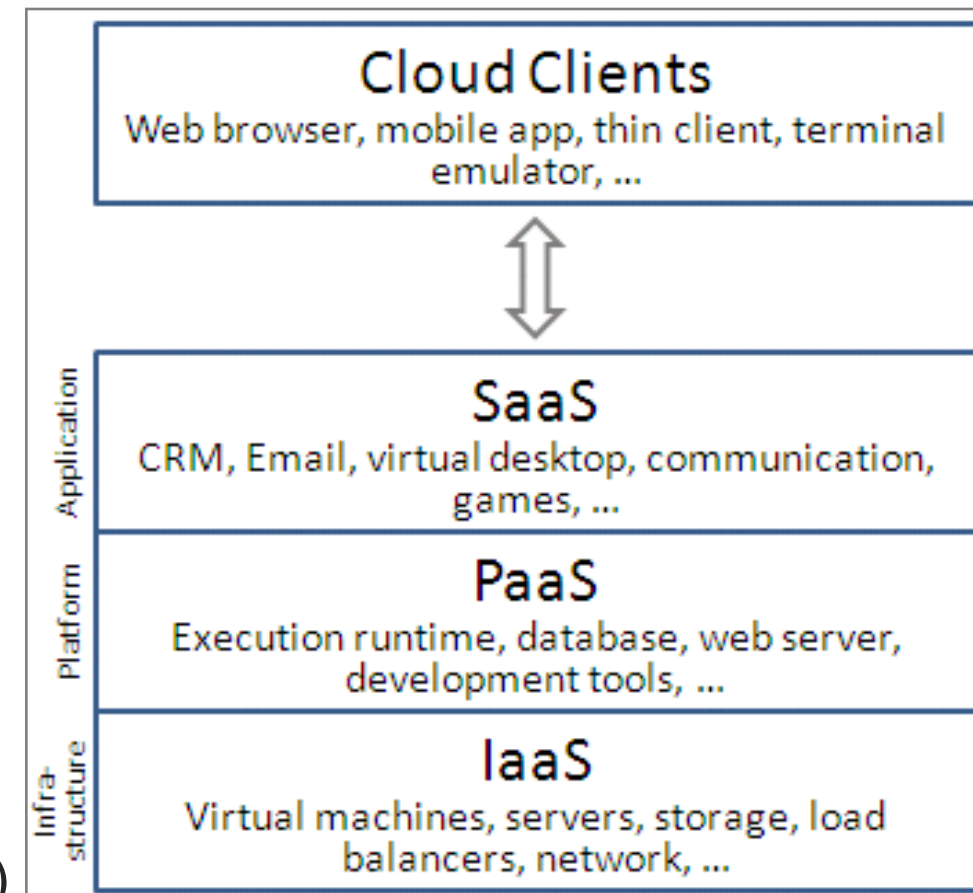 Cloud Clients
Web browser, mobile app, thin client, terminal
emulator, ...
Application
SaaS
CRM, Email, virtual desktop, communication,
games, ...
Platform
PaaS
Execution runtime, database, web server,
development tools, ...
Infra-
structure
IaaS
Virtual machines, servers, storage, load
balancers, network, ...
)